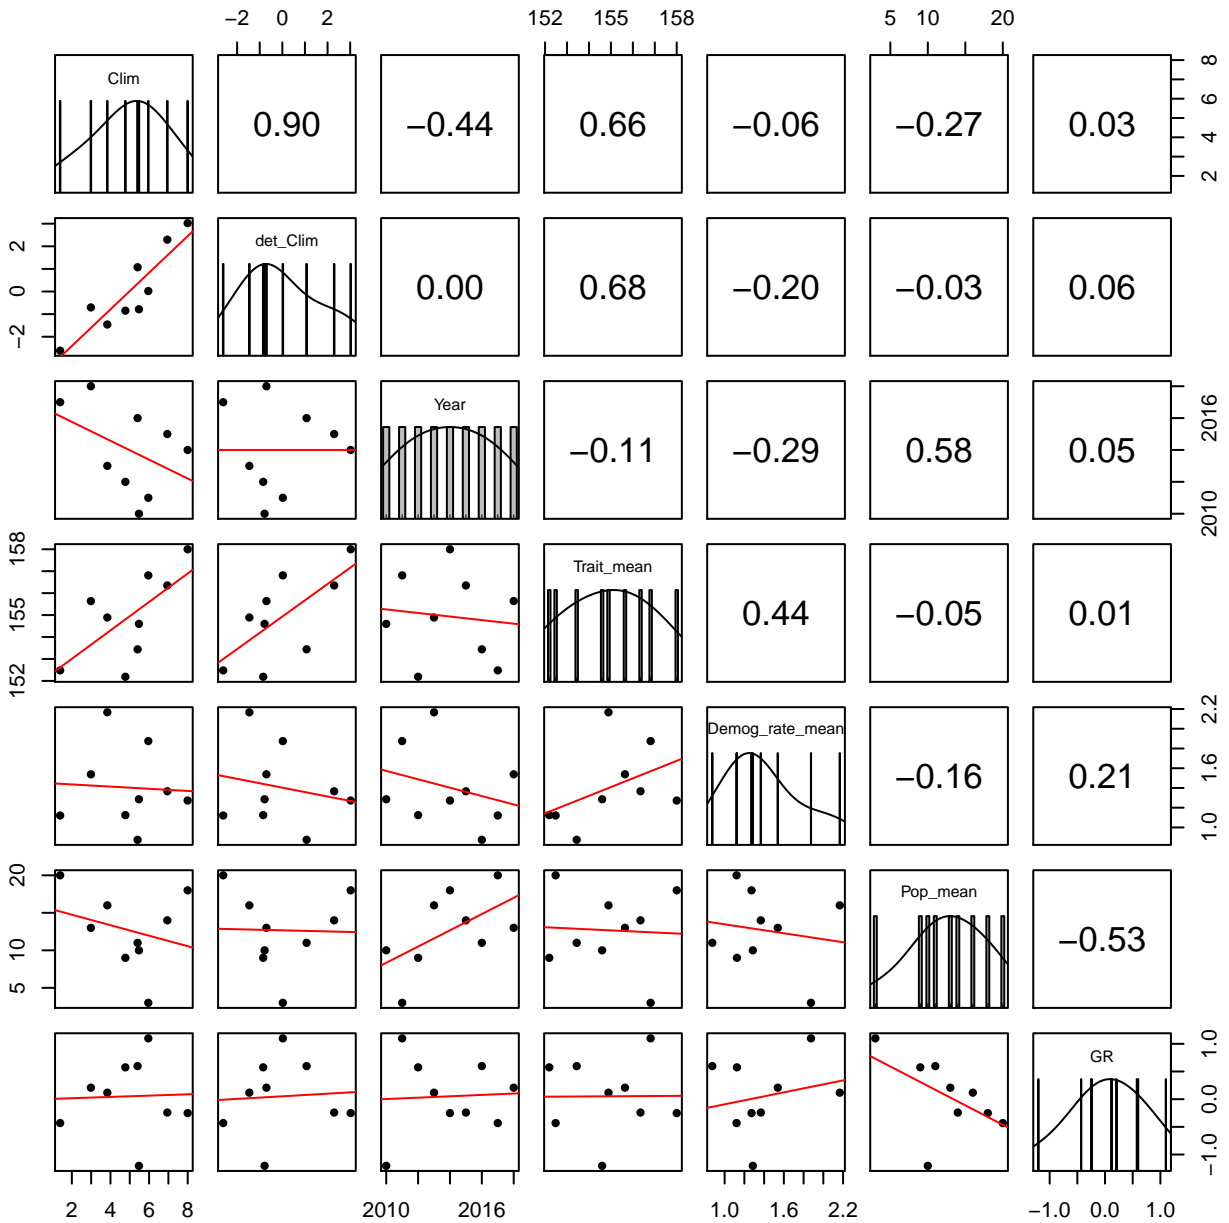 −2 0 2 152 155 158 5 10 20
Clim 0.90 −0.44 0.66 −0.06 −0.27 0.03 2 4 6 8
−2 0 2 det_Clim 0.00 0.68 −0.20 −0.03 0.06
Year −0.11 −0.29 0.58 0.05 2010 2016
152 155 158 Trait_mean 0.44 −0.05 0.01
Demog_rate_mean −0.16 0.21 1.0 1.6 2.2
5 10 20 Pop_mean −0.53
GR −1.0 0.0 1.0
2 4 6 8 2010 2016 1.0 1.6 2.2 −1.0 0.0 1.0